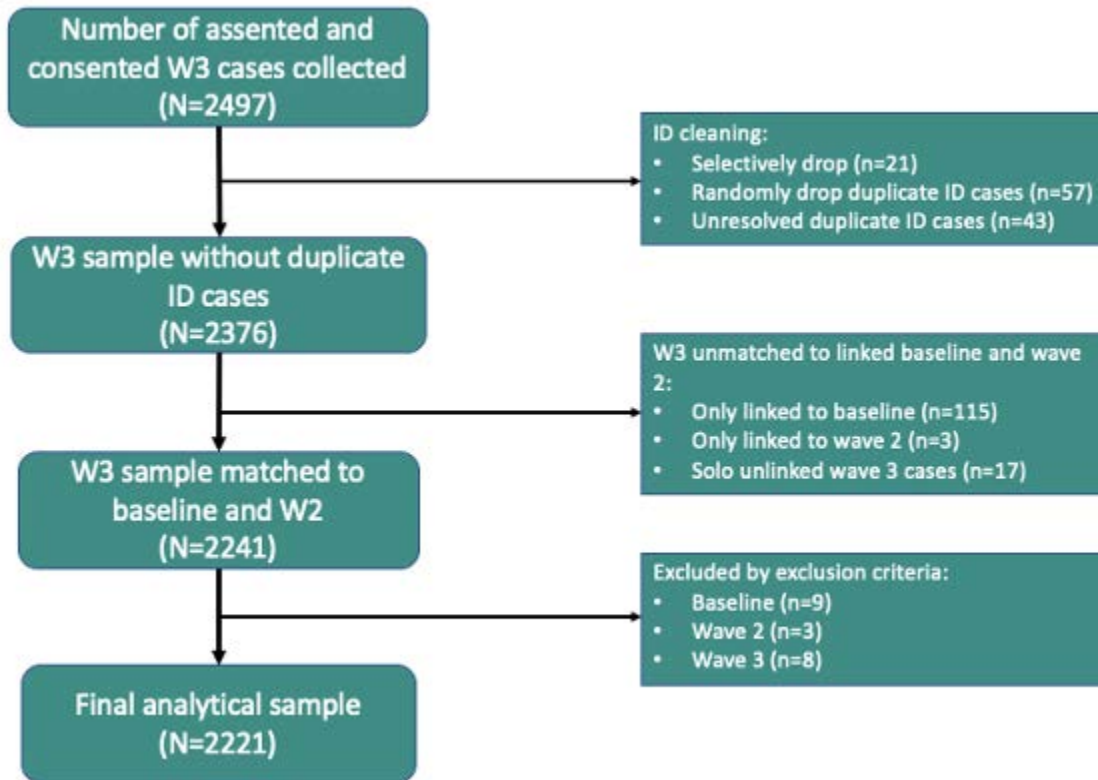 Number of assented and
consented W3 cases collected
(N=2497)
ID cleaning:
• Selectively drop (n=21)
• Randomly drop duplicate ID cases (n=57)
• Unresolved duplicate ID cases (n=43)
W3 sample without duplicate
ID cases
(N=2376)
W3 unmatched to linked baseline and wave
2:
• Only linked to baseline (n=115)
• Only linked to wave 2 (n=3)
• Solo unlinked wave 3 cases (n=17)
W3 sample matched to
baseline and W2
(N=2241)
Excluded by exclusion criteria:
• Baseline (n=9)
• Wave 2 (n=3)
• Wave 3 (n=8)
Final analytical sample
(N=2221)